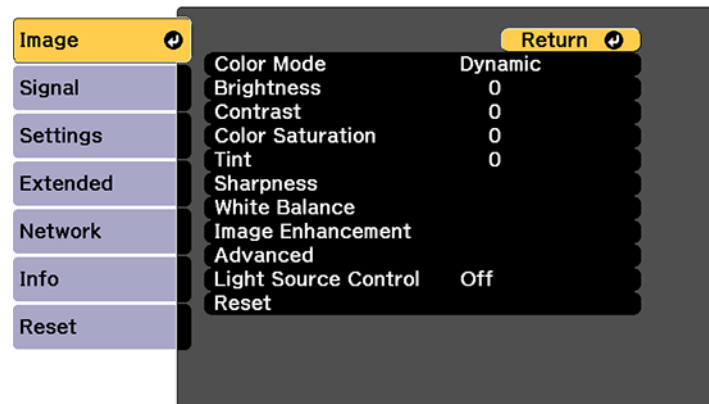 Image
Signal
Settings
Extended
Network
Info
Reset
Return
Color Mode Dynamic
Brightness 0
Contrast 0
Color Saturation 0
Tint 0
Sharpness
White Balance
Image Enhancement
Advanced
Light Source Control Off
Reset